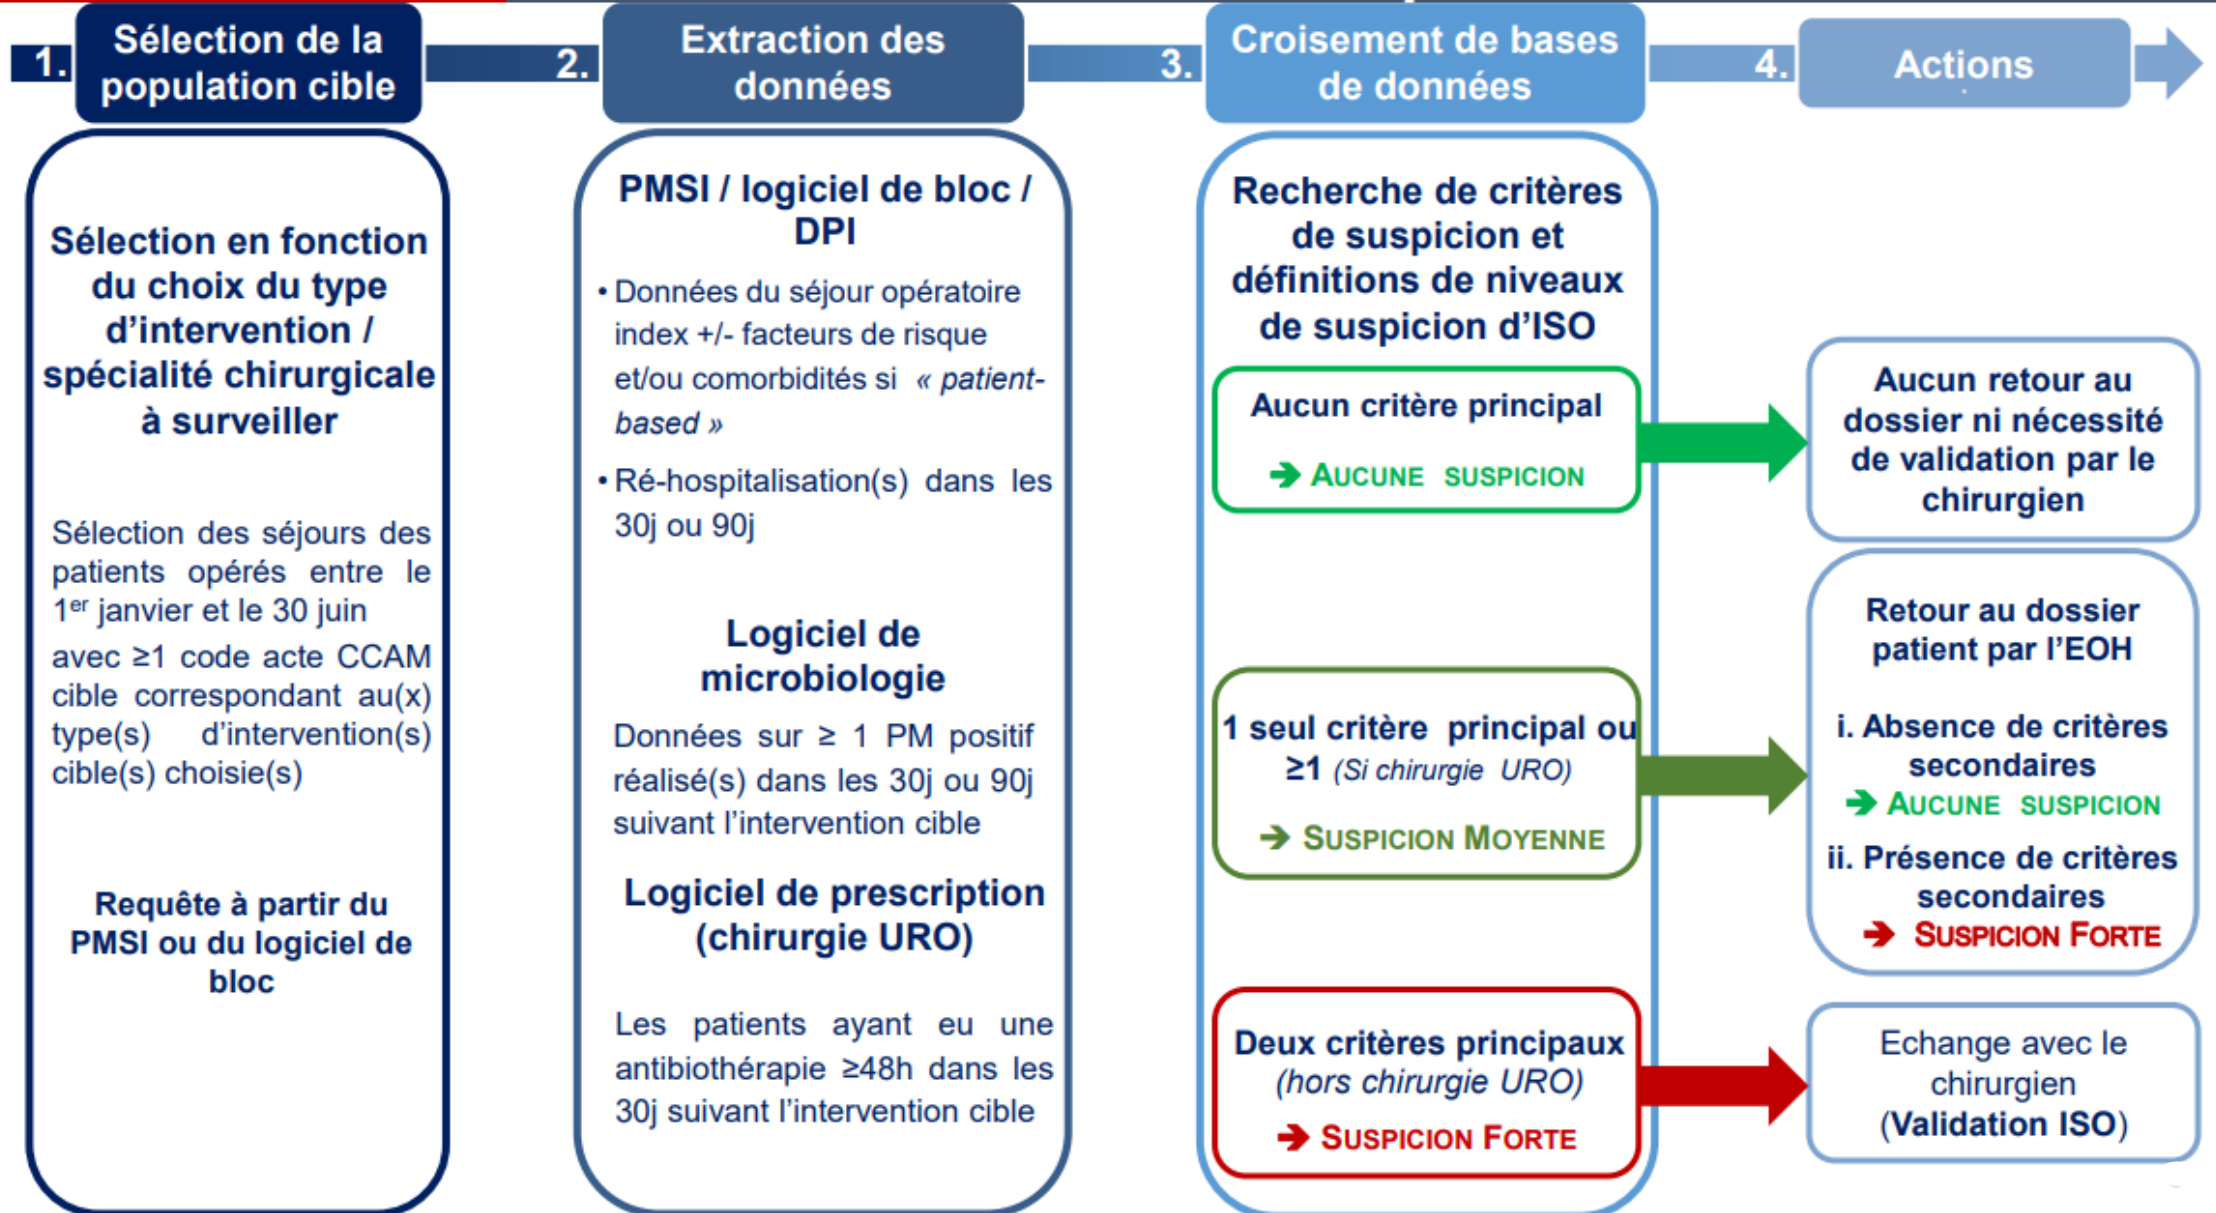 1.
Sélection de la
population cible
2.
Extraction des
données
3.
Croisement de bases
de données
4.
Actions
Sélection en fonction
du choix du type
d’intervention /
spécialité chirurgicale
à surveiller
Sélection des séjours des
patients opérés entre le
1er janvier et le 30 juin
avec ≥1 code acte CCAM
cible correspondant au(x)
type(s) d’intervention(s)
cible(s) choisie(s)
Requête à partir du
PMSI ou du logiciel de
bloc
PMSI / logiciel de bloc /
DPI
• Données du séjour opératoire
index +/- facteurs de risque
et/ou comorbidités si « patient-
based »
• Ré-hospitalisation(s) dans les
30j ou 90j
Logiciel de
microbiologie
Données sur ≥ 1 PM positif
réalisé(s) dans les 30j ou 90j
suivant l’intervention cible
Logiciel de prescription
(chirurgie URO)
Les patients ayant eu une
antibiothérapie ≥48h dans les
30j suivant l’intervention cible
Recherche de critères
de suspicion et
définitions de niveaux
de suspicion d’ISO
Aucun critère principal
➔ AUCUNE SUSPICION
1 seul critère principal ou
≥1 (Si chirurgie URO)
➔ SUSPICION MOYENNE
Deux critères principaux
(hors chirurgie URO)
➔ SUSPICION FORTE
Aucun retour au
dossier ni nécessité
de validation par le
chirurgien
Retour au dossier
patient par l’EOH
i. Absence de critères
secondaires
➔ AUCUNE SUSPICION
ii. Présence de critères
secondaires
➔ SUSPICION FORTE
Echange avec le
chirurgien
(Validation ISO)